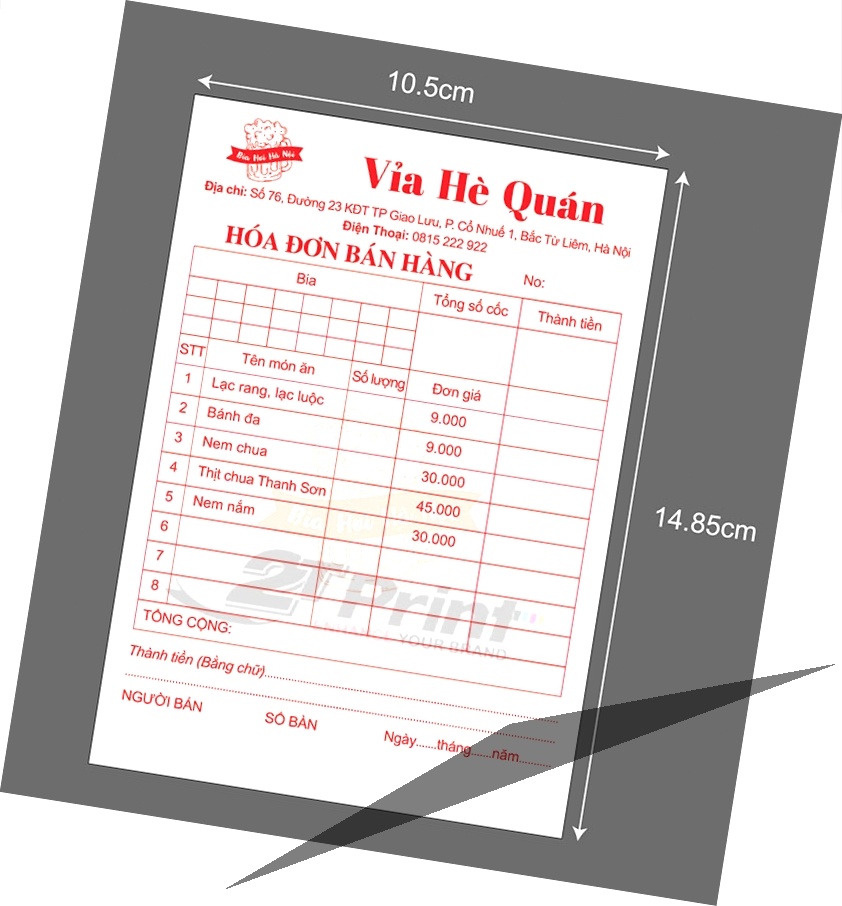 10.5cm
Bia Hơi Hà Nội
Vỉa Hè Quán
Địa chỉ: Số 76, Đường 23 KĐT TP Giao Lưu, P. Cổ Nhuế 1, Bắc Từ Liêm, Hà Nội
Điện Thoại: 0815 222 922
HÓA ĐƠN BÁN HÀNG No:
Bia Tổng số cốc Thành tiền
STT Tên món ăn Số lượng Đơn giá
1 Lạc rang, lạc luộc 9.000
2 Bánh đa 9.000
3 Nem chua 30.000
4 Thịt chua Thanh Sơn 45.000
5 Nem nắm 30.000
6
7
8
TỔNG CỘNG:
Thành tiền (Bằng chữ)
NGƯỜI BÁN SỐ BÀN Ngày......tháng......năm.........
14.85cm
Bia Hơi
2T Print
YOUR BRAND